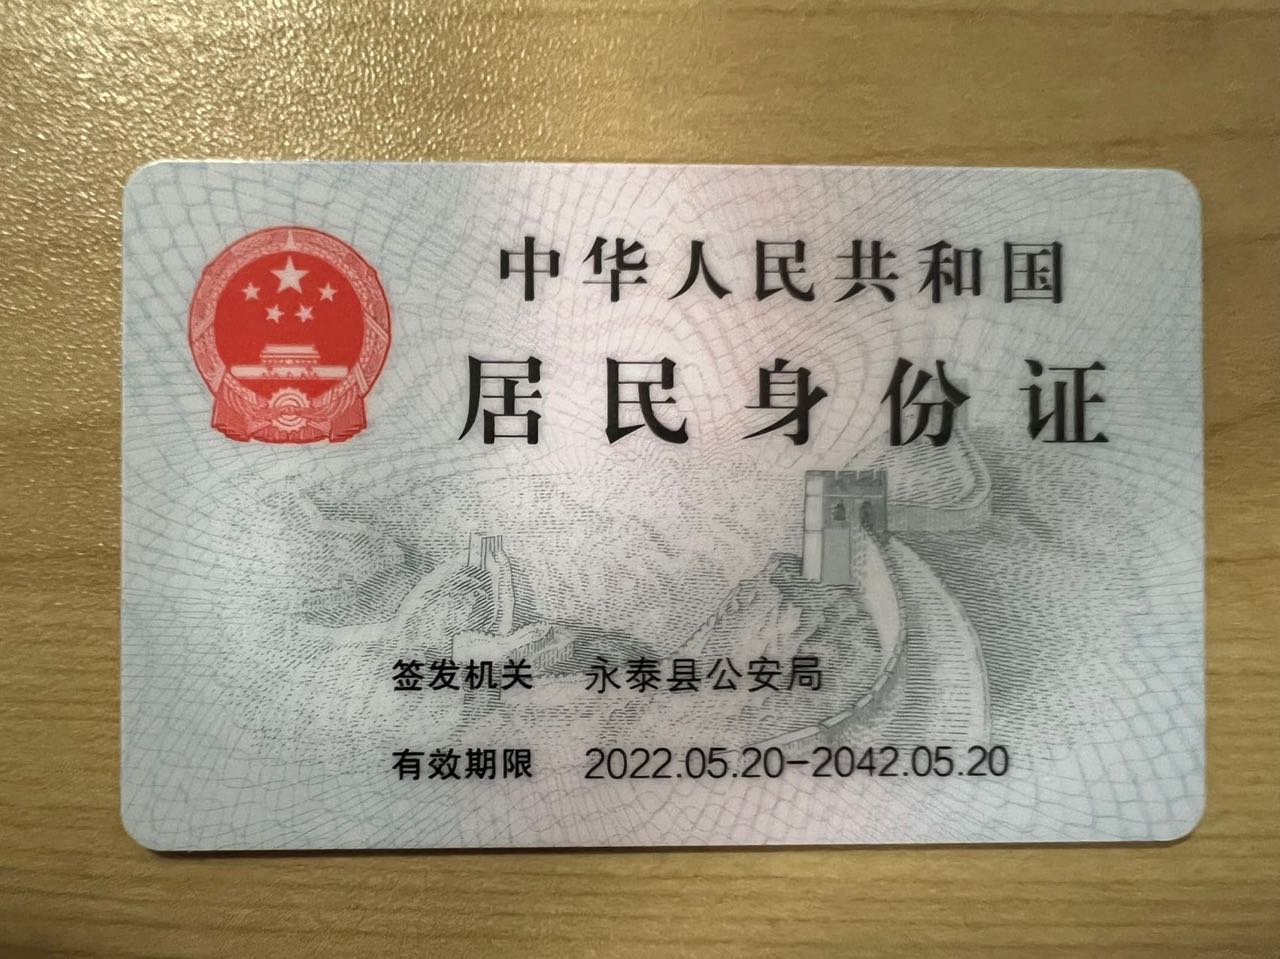 中华人民共和国
居民身份证
签发机关 永泰县公安局
有效期限 2022.05.20-2042.05.20